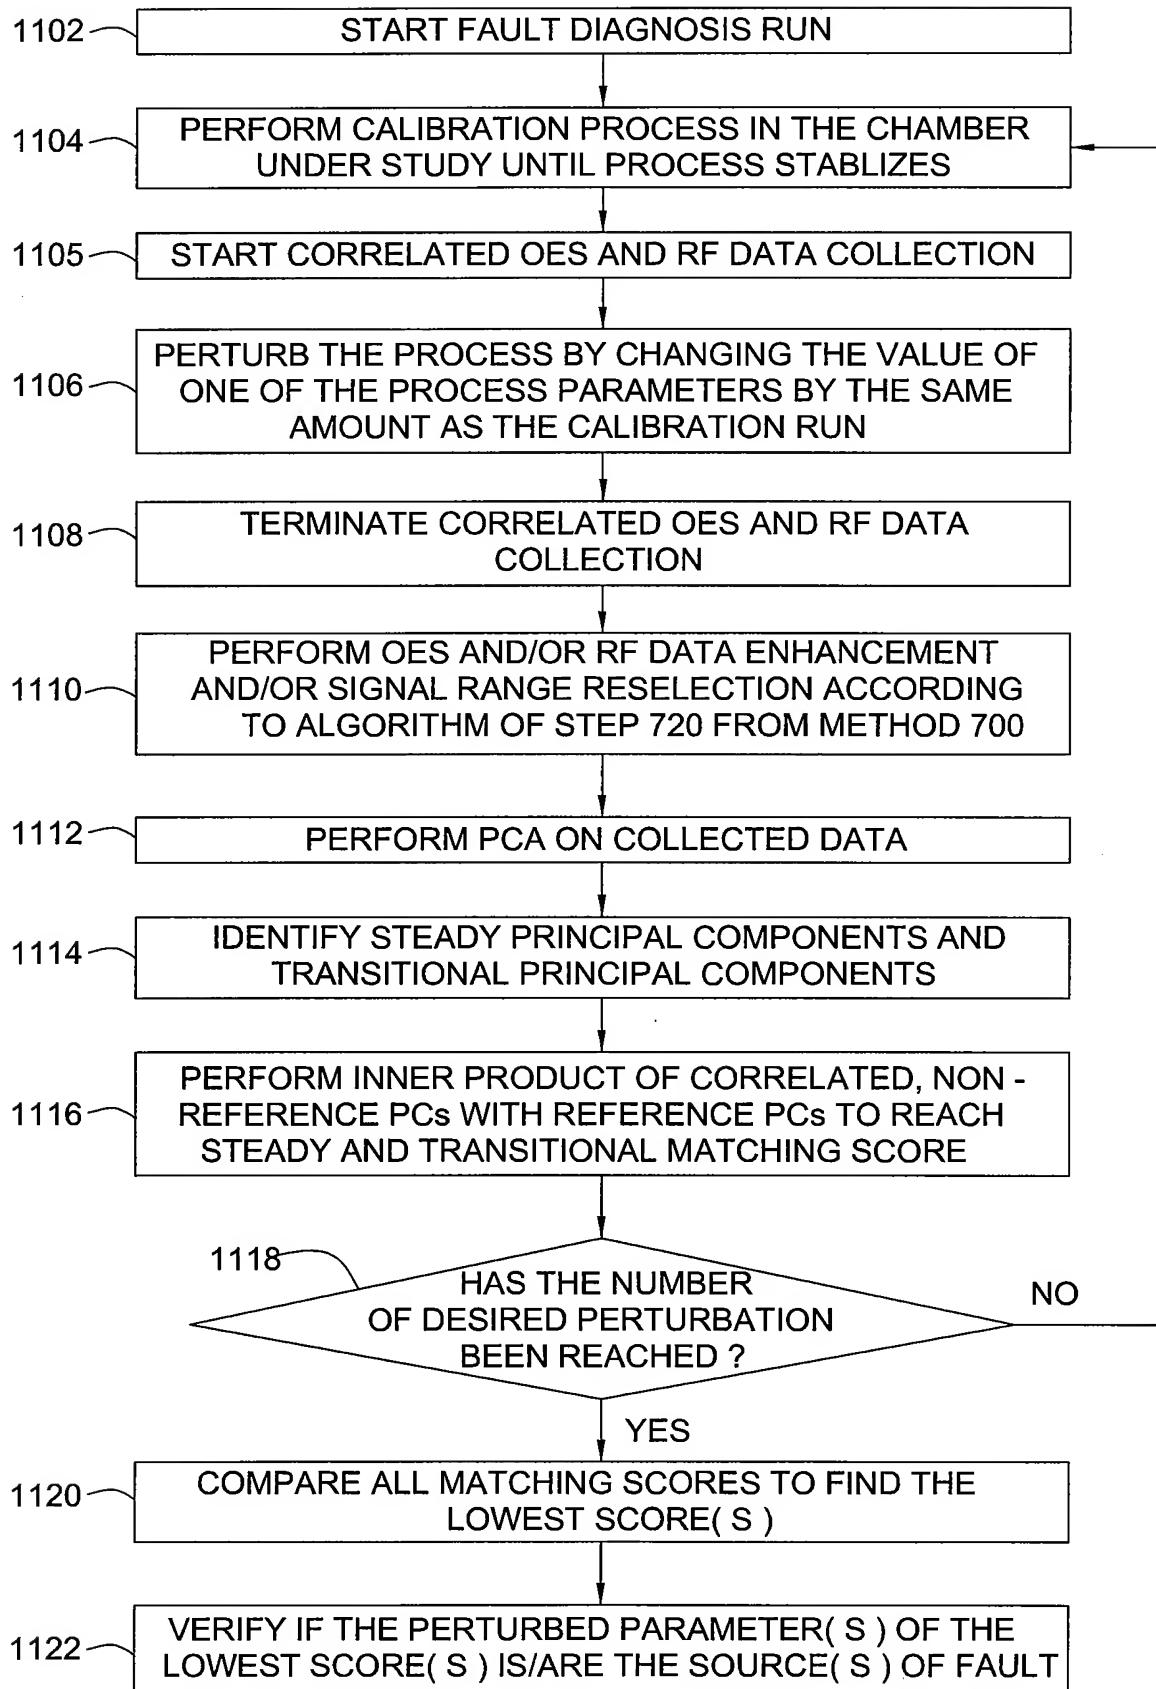 1102
START FAULT DIAGNOSIS RUN
1104
PERFORM CALIBRATION PROCESS IN THE CHAMBER
UNDER STUDY UNTIL PROCESS STABLIZES
1105
START CORRELATED OES AND RF DATA COLLECTION
1106
PERTURB THE PROCESS BY CHANGING THE VALUE OF
ONE OF THE PROCESS PARAMETERS BY THE SAME
AMOUNT AS THE CALIBRATION RUN
1108
TERMINATE CORRELATED OES AND RF DATA
COLLECTION
1110
PERFORM OES AND/OR RF DATA ENHANCEMENT
AND/OR SIGNAL RANGE RESELECTION ACCORDING
TO ALGORITHM OF STEP 720 FROM METHOD 700
1112
PERFORM PCA ON COLLECTED DATA
1114
IDENTIFY STEADY PRINCIPAL COMPONENTS AND
TRANSITIONAL PRINCIPAL COMPONENTS
1116
PERFORM INNER PRODUCT OF CORRELATED, NON -
REFERENCE PCs WITH REFERENCE PCs TO REACH
STEADY AND TRANSITIONAL MATCHING SCORE
1118
HAS THE NUMBER
OF DESIRED PERTURBATION
BEEN REACHED ?
NO
YES
1120
COMPARE ALL MATCHING SCORES TO FIND THE
LOWEST SCORE( S )
1122
VERIFY IF THE PERTURBED PARAMETER( S ) OF THE
LOWEST SCORE( S ) IS/ARE THE SOURCE( S ) OF FAULT